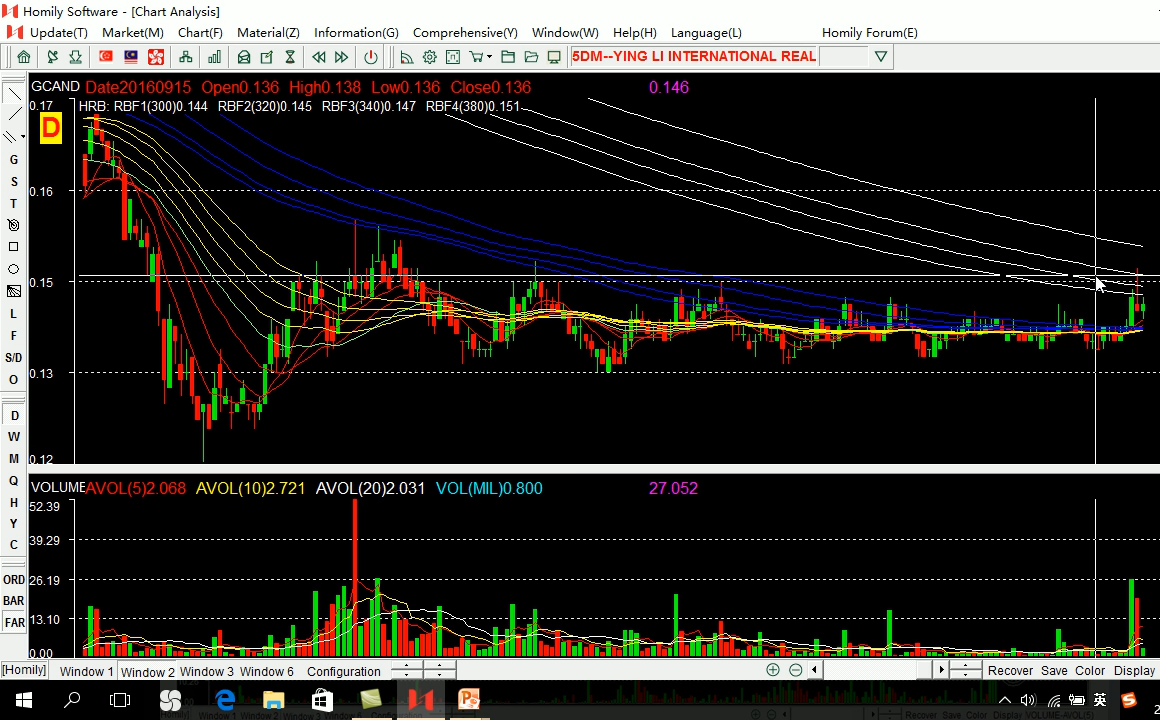 Homily Software - [Chart Analysis]
Update(T) Market(M) Chart(F) Material(Z) Information(G) Comprehensive(Y) Window(W) Help(H) Language(L) Homily Forum(E)
5DM--YING LI INTERNATIONAL REAL
GCAND Date20160915 Open0.136 High0.138 Low0.136 Close0.136 0.146
0.17 HRB: RBF1(300)0.144 RBF2(320)0.145 RBF3(340)0.147 RBF4(380)0.151
D
G
0.16
S
T
0.15
L
F
S/D
0.13
O
D
W
M
0.12
Q
VOLUME AVOL(5)2.068 AVOL(10)2.721 AVOL(20)2.031 VOL(MIL)0.800 27.052
H
52.39
Y
39.29
C
26.19
ORD
BAR
13.10
FAR
0.00
[Homily] Window 1 Window 2 Window 3 Window 6 Configuration Recover Save Color Display
英